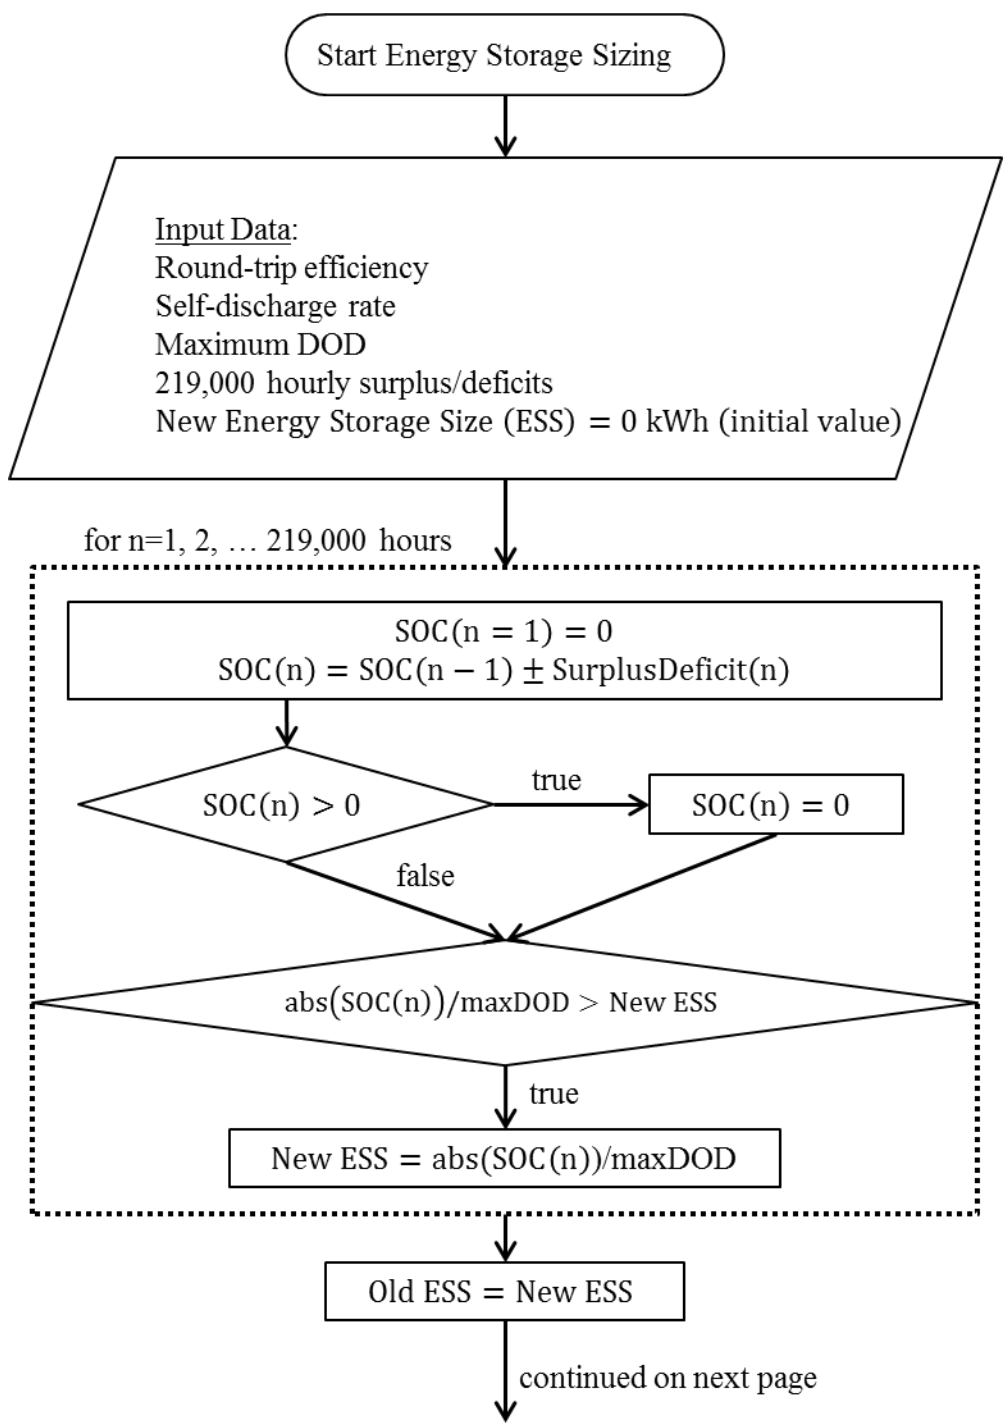 Start Energy Storage Sizing
Input Data:
Round-trip efficiency
Self-discharge rate
Maximum DOD
219,000 hourly surplus/deficits
New Energy Storage Size (ESS) = 0 kWh (initial value)
for n=1, 2, … 219,000 hours
SOC(n = 1) = 0
SOC(n) = SOC(n − 1) ± SurplusDeficit(n)
SOC(n) > 0
true
SOC(n) = 0
false
abs(SOC(n))/maxDOD > New ESS
true
New ESS = abs(SOC(n))/maxDOD
Old ESS = New ESS
continued on next page